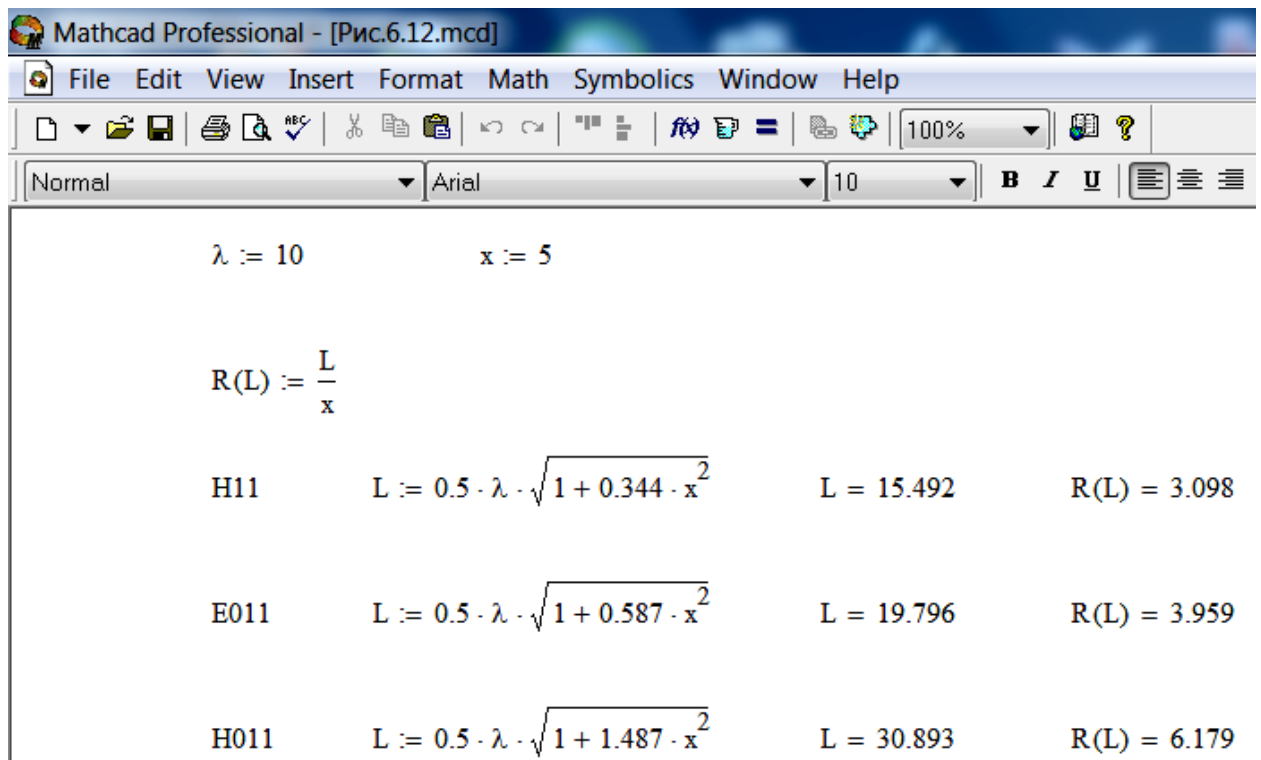 Mathcad Professional - [Рис.6.12.mcd]
File Edit View Insert Format Math Symbolics Window Help
ABC f(x) = 100% ?
Normal Arial 10 B I U
λ := 10 x := 5
R(L) := L/x
H11 L := 0.5 · λ · √(1 + 0.344 · x²) L = 15.492 R(L) = 3.098
E011 L := 0.5 · λ · √(1 + 0.587 · x²) L = 19.796 R(L) = 3.959
H011 L := 0.5 · λ · √(1 + 1.487 · x²) L = 30.893 R(L) = 6.179